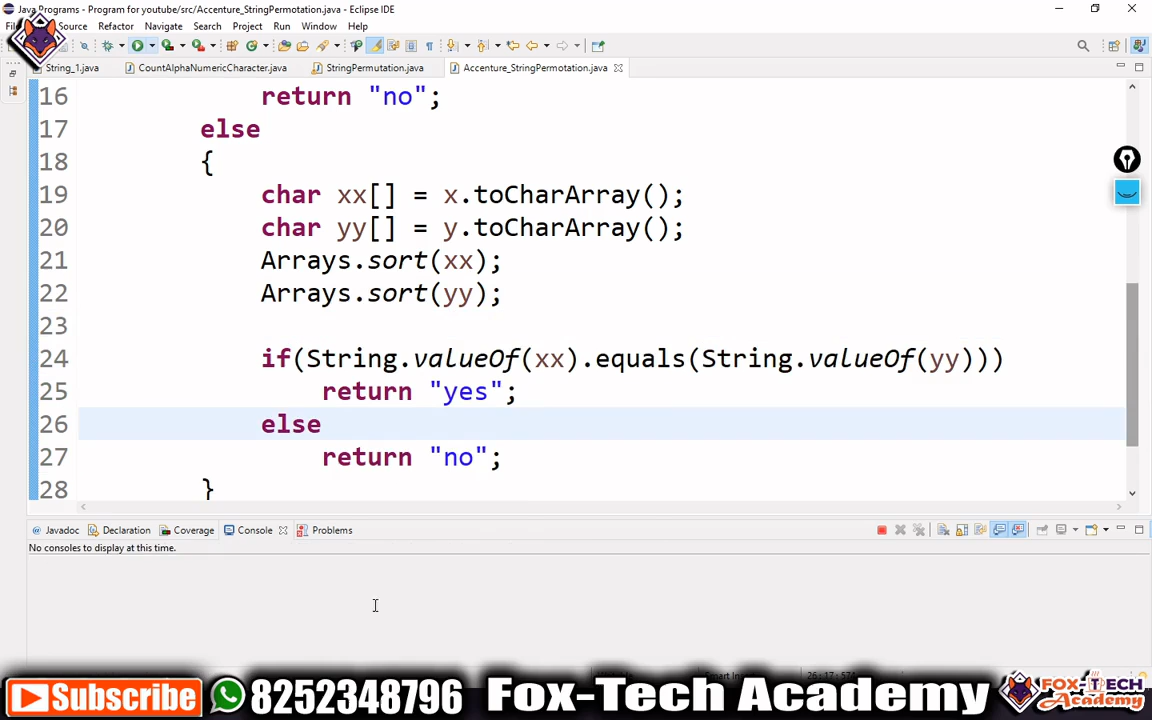 Java Programs - Program for youtube/src/Accenture_StringPermotation.java - Eclipse IDE
Source Refactor Navigate Search Project Run Window Help
String_1.java CountAlphaNumericCharacter.java StringPermutation.java Accenture_StringPermotation.java
16 return "no";
17 else
18 {
19 char xx[] = x.toCharArray();
20 char yy[] = y.toCharArray();
21 Arrays.sort(xx);
22 Arrays.sort(yy);
23
24 if(String.valueOf(xx).equals(String.valueOf(yy)))
25 return "yes";
26 else
27 return "no";
28 }
@ Javadoc Declaration Coverage Console Problems
No consoles to display at this time.
Subscribe 8252348796 Fox-Tech Academy
FOX-TECH
Academy